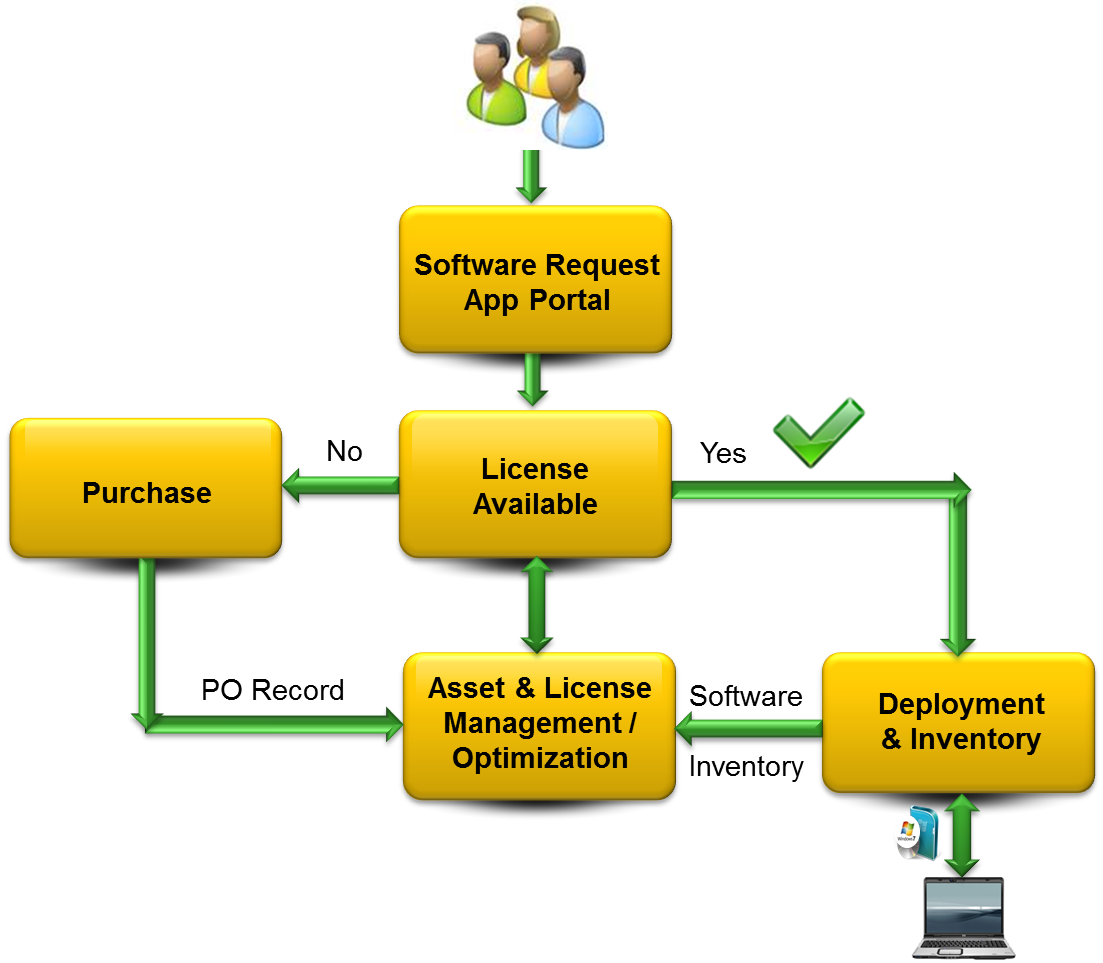 Software Request
App Portal
No
License
Available
Yes
Purchase
PO Record
Asset & License
Management /
Optimization
Software
Inventory
Deployment
& Inventory
Windows 7